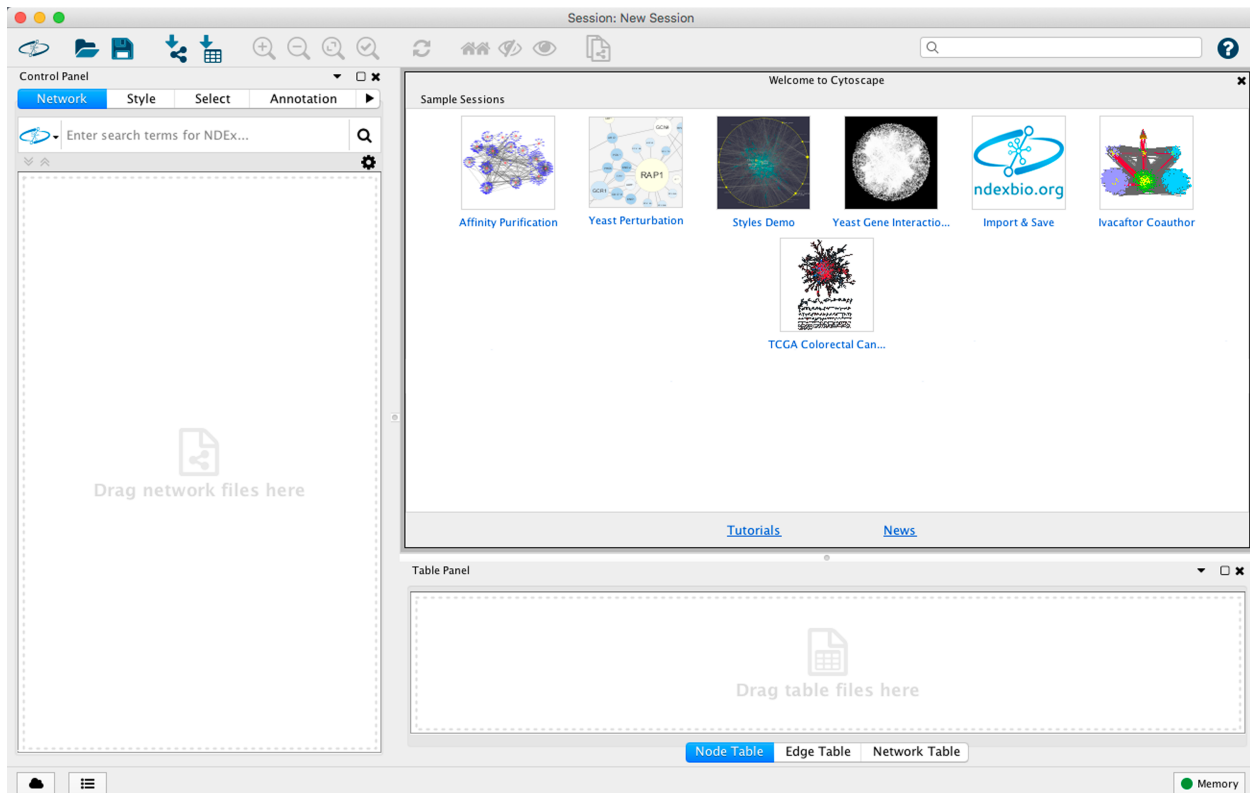 Session: New Session
Control Panel
Network Style Select Annotation
Enter search terms for NDEx...
Drag network files here
Welcome to Cytoscape
Sample Sessions
GCN4
RAP1
GCR1
ndexbio.org
Affinity Purification
Yeast Perturbation
Styles Demo
Yeast Gene Interactio...
Import & Save
Ivacaftor Coauthor
TCGA Colorectal Can...
Tutorials
News
Table Panel
Drag table files here
Node Table Edge Table Network Table
Memory